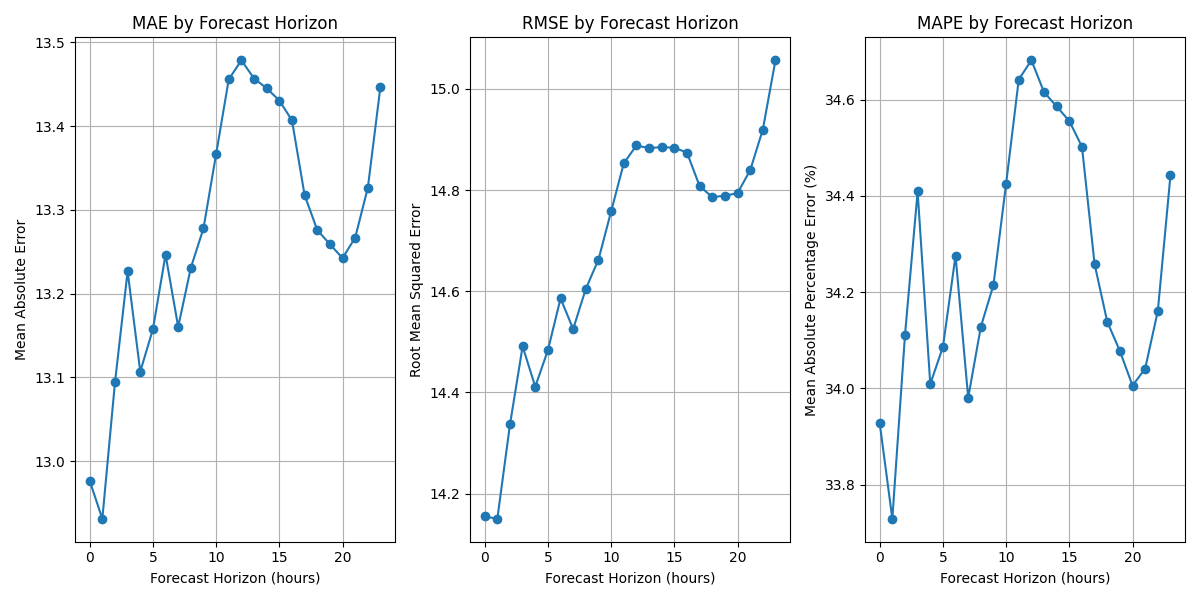 MAE by Forecast Horizon
Mean Absolute Error
13.5
13.4
13.3
13.2
13.1
13.0
0 5 10 15 20
Forecast Horizon (hours)
RMSE by Forecast Horizon
Root Mean Squared Error
15.0
14.8
14.6
14.4
14.2
0 5 10 15 20
Forecast Horizon (hours)
MAPE by Forecast Horizon
Mean Absolute Percentage Error (%)
34.6
34.4
34.2
34.0
33.8
0 5 10 15 20
Forecast Horizon (hours)